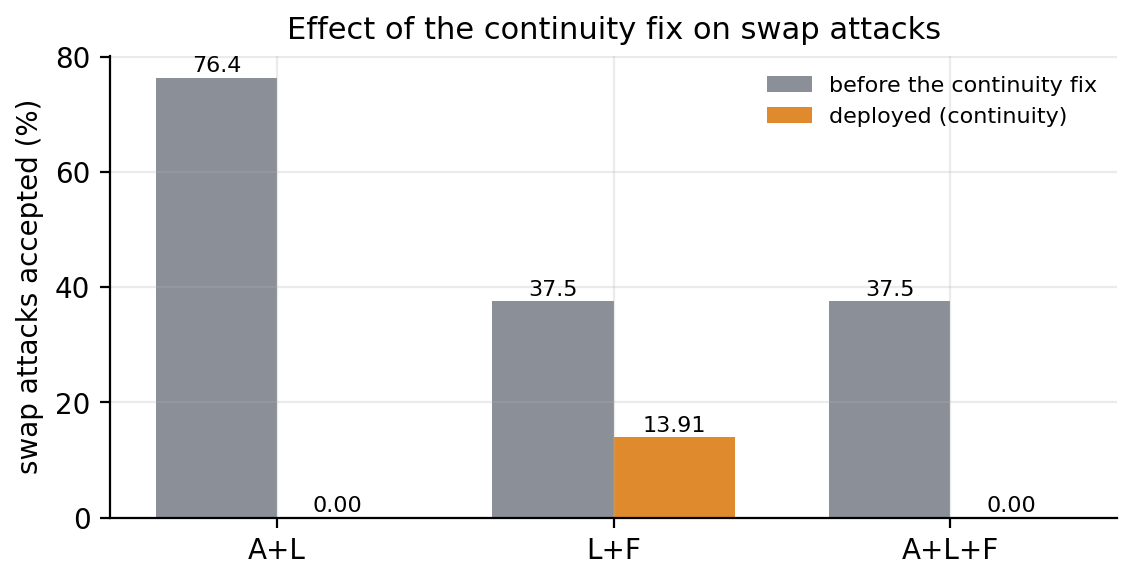 Effect of the continuity fix on swap attacks
swap attacks accepted (%)
80
60
40
20
0
76.4
0.00
37.5
13.91
37.5
0.00
before the continuity fix
deployed (continuity)
A+L
L+F
A+L+F